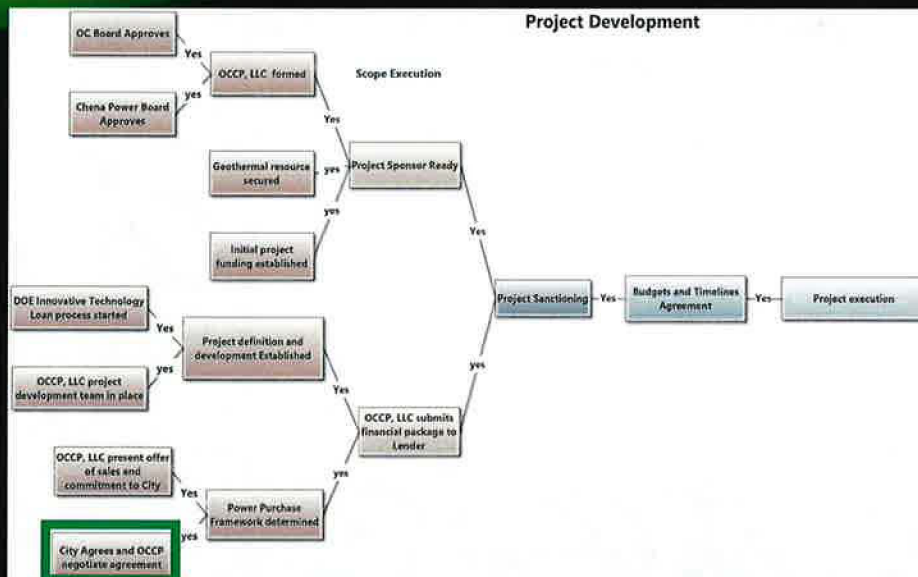 Project Development
OC Board Approves
Yes
OCCP, LLC formed
Scope Execution
yes
Chena Power Board
Approves
Yes
Geothermal resource
secured
yes
Project Sponsor Ready
yes
Initial project
funding established
Yes
DOE Innovative Technology
Loan process started
Yes
Project definition and
development Established
yes
OCCP, LLC project
development team in place
Yes
Project Sanctioning
Yes
Budgets and Timelines
Agreement
Yes
Project execution
yes
OCCP, LLC submits
financial package to
Lender
OCCP, LLC present offer
of sales and
commitment to City
Yes
Power Purchase
Framework determined
yes
yes
City Agrees and OCCP
negotiate agreement